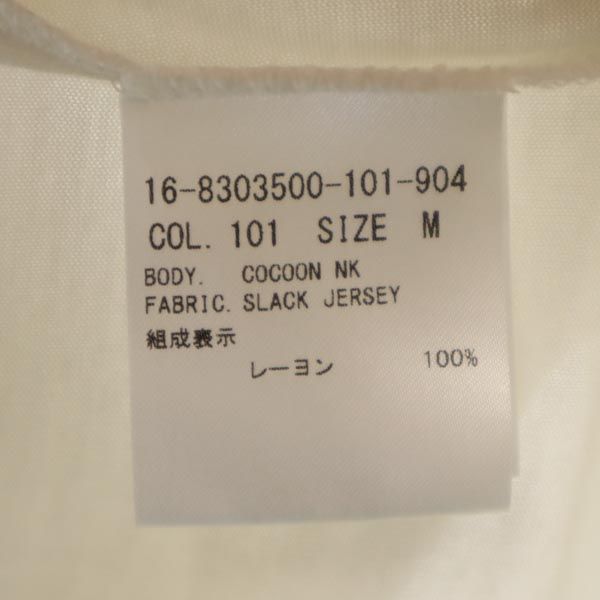 16-8303500-101-904
COL. 101 SIZE M
BODY. COCOON NK
FABRIC. SLACK JERSEY
組成表示
レーヨン 100%